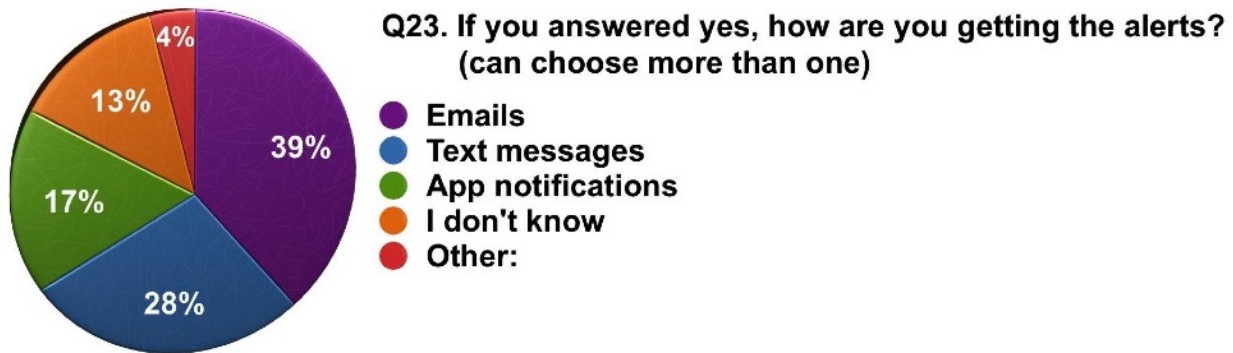 Q23. If you answered yes, how are you getting the alerts?
(can choose more than one)
Emails
Text messages
App notifications
I don't know
Other:
4%
13%
39%
17%
28%